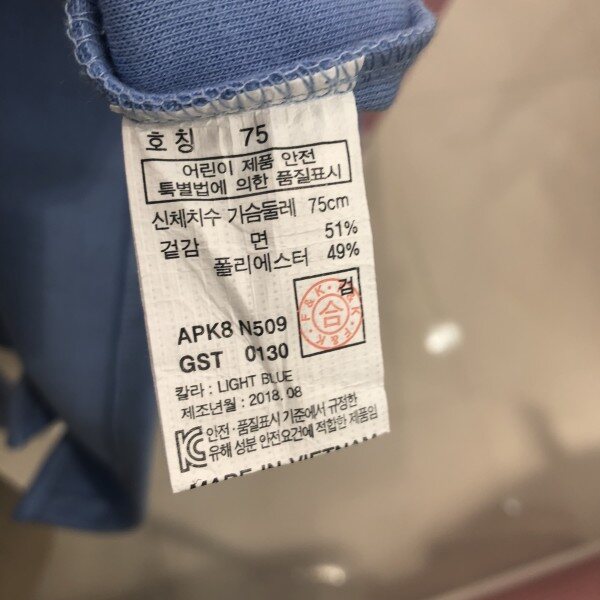 호칭 75
어린이 제품 안전
특별법에 의한 품질표시
신체치수 가슴둘레 75cm
겉감 면 51%
폴리에스터 49%
검
F&K · F&K
合
APK8 N509
GST 0130
칼라 : LIGHT BLUE
제조년월 : 2018. 08
안전·품질표시 기준에서 규정한
유해 성분 안전요건에 적합한 제품임
MADE IN VIETNAM